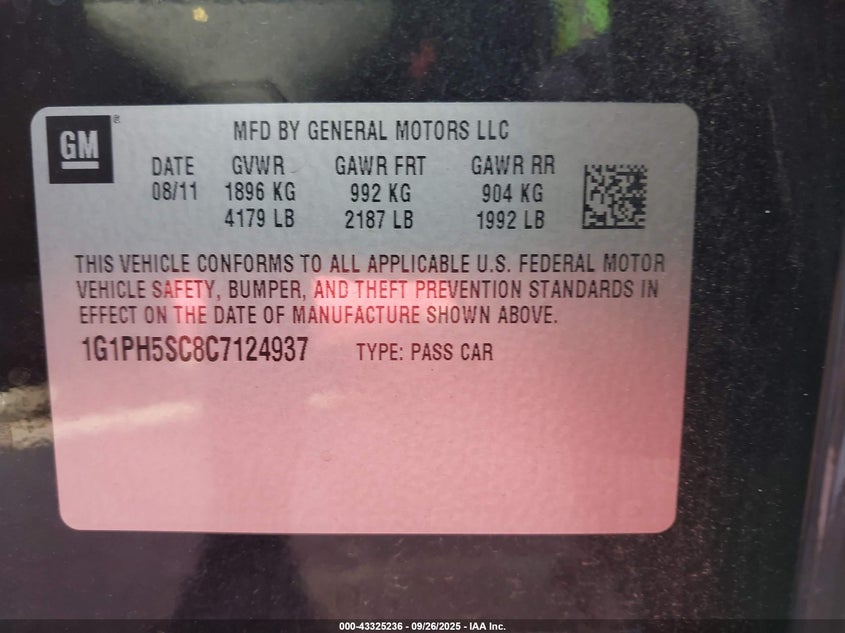 GM®
MFD BY GENERAL MOTORS LLC
DATE GVWR GAWR FRT GAWR RR
08/11 1896 KG 992 KG 904 KG
4179 LB 2187 LB 1992 LB
THIS VEHICLE CONFORMS TO ALL APPLICABLE U.S. FEDERAL MOTOR
VEHICLE SAFETY, BUMPER, AND THEFT PREVENTION STANDARDS IN
EFFECT ON THE DATE OF MANUFACTURE SHOWN ABOVE.
1G1PH5SC8C7124937 TYPE: PASS CAR
000-43325236 - 09/26/2025 - IAA Inc.